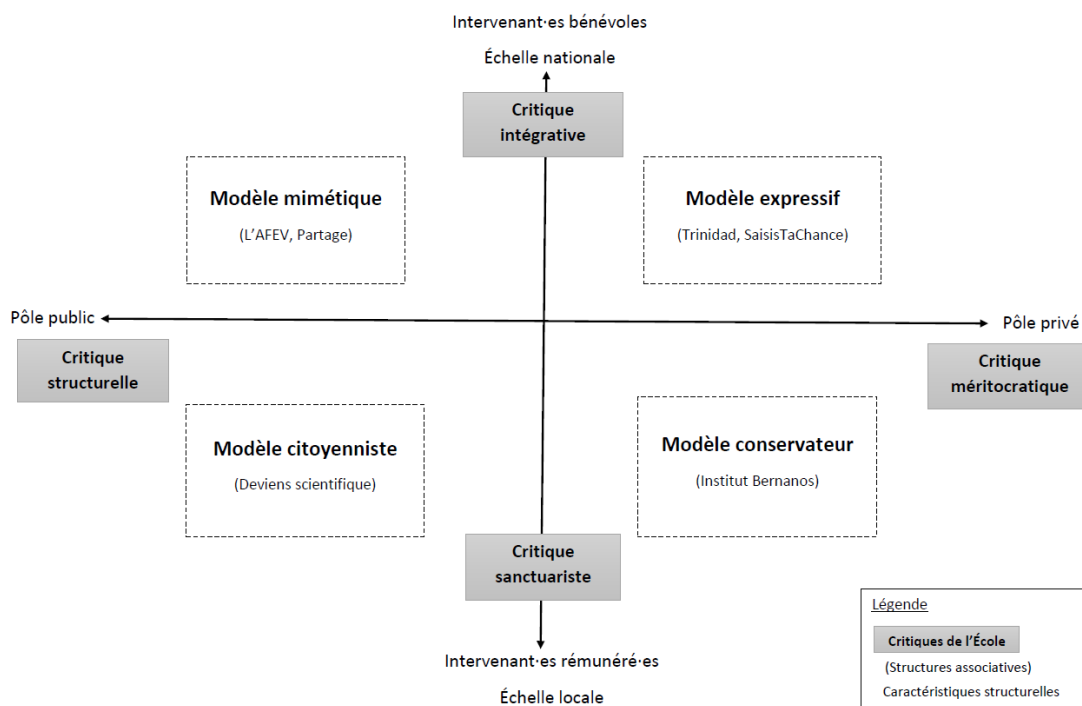 Intervenant·es bénévoles
Échelle nationale
Critique
intégrative
Modèle mimétique
(L'AFEV, Partage)
Modèle expressif
(Trinidad, SaisisTaChance)
Pôle public
Pôle privé
Critique
structurelle
Critique
méritocratique
Modèle citoyenniste
(Deviens scientifique)
Modèle conservateur
(Institut Bernanos)
Critique
sanctuariste
Intervenant·es rémunéré·es
Échelle locale
Légende
Critiques de l'École
(Structures associatives)
Caractéristiques structurelles